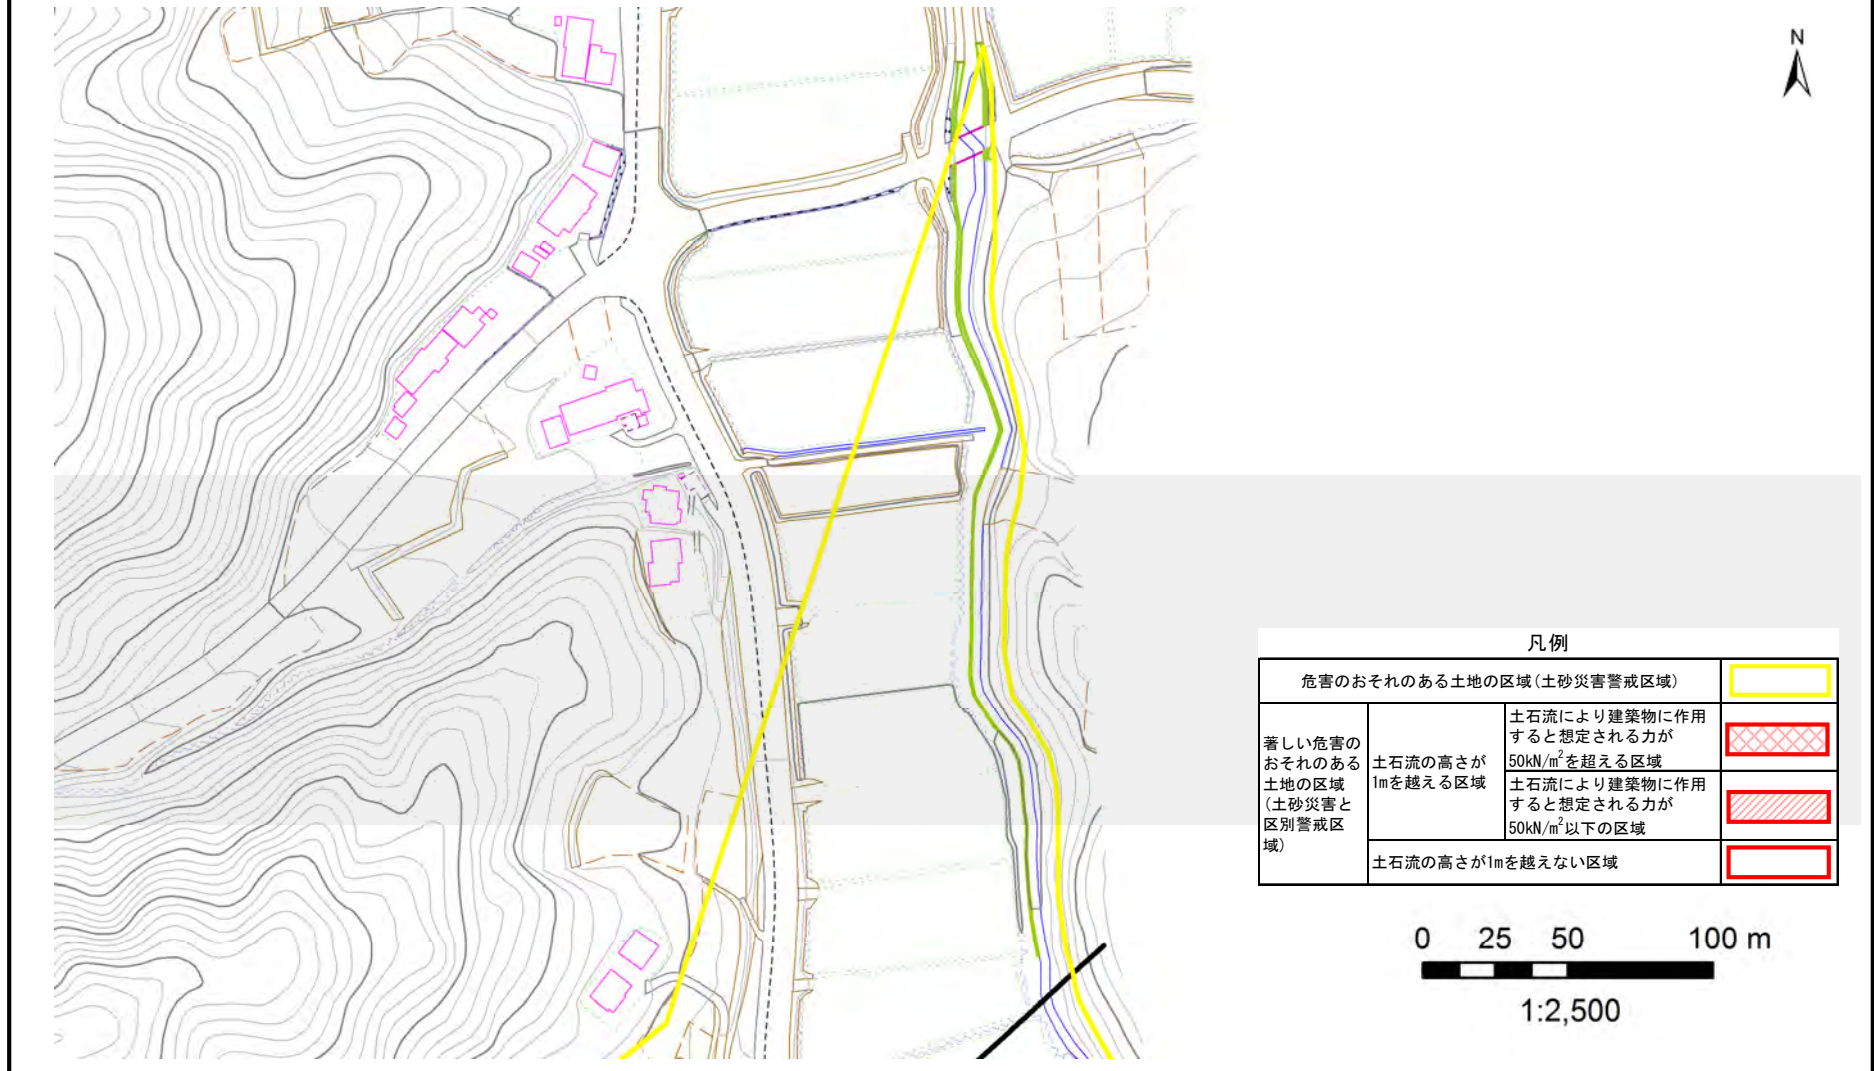 N
凡例
危害のおそれのある土地の区域(土砂災害警戒区域)
著しい危害の
おそれのある
土地の区域
(土砂災害と
区別警戒区
域)
土石流の高さが
1mを越える区域
土石流により建築物に作用
すると想定される力が
50kN/m²を超える区域
土石流により建築物に作用
すると想定される力が
50kN/m²以下の区域
土石流の高さが1mを越えない区域
0 25 50 100 m
1:2,500